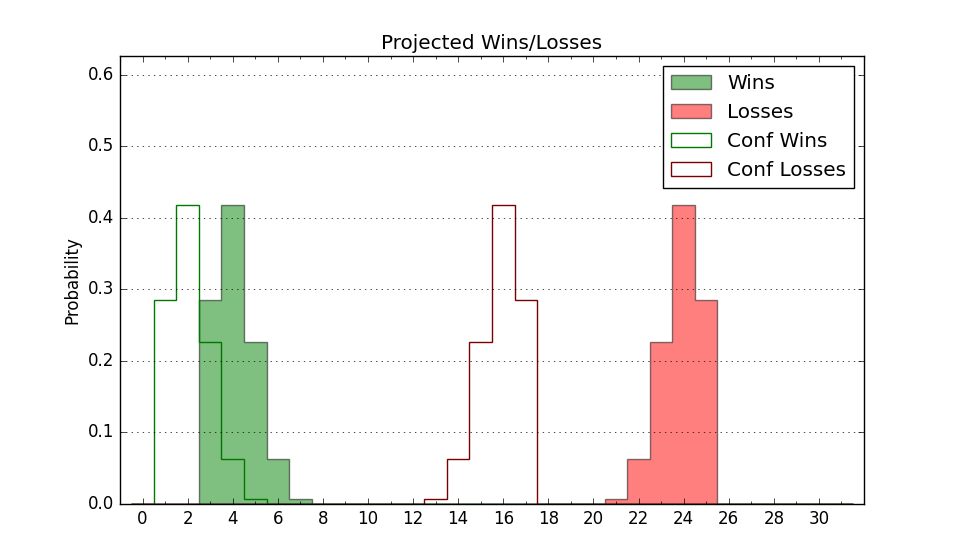 Projected Wins/Losses
0.6
0.5
0.4
0.3
0.2
0.1
0.0
Probability
Wins
Losses
Conf Wins
Conf Losses
0 2 4 6 8 10 12 14 16 18 20 22 24 26 28 30